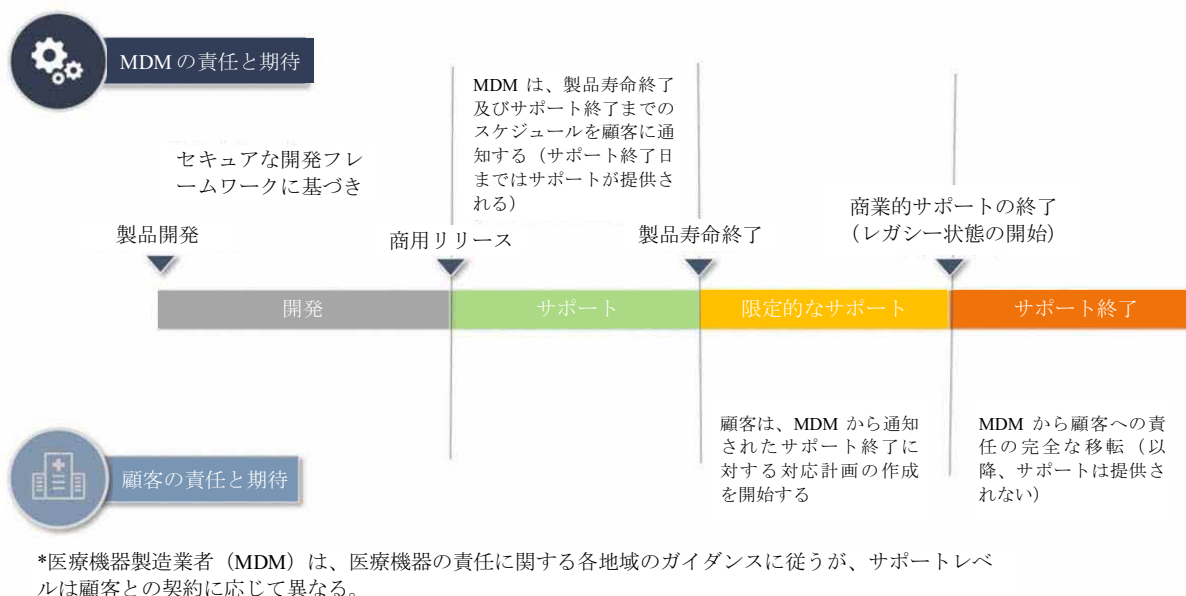 MDM の責任と期待
MDM は、製品寿命終了
及びサポート終了までの
スケジュールを顧客に通
知する（サポート終了日
まではサポートが提供さ
れる）
セキュアな開発フレ
ームワークに基づき
製品開発
商用リリース
製品寿命終了
商業的サポートの終了
（レガシー状態の開始）
開発
サポート
限定的なサポート
サポート終了
顧客の責任と期待
顧客は、MDM から通知
されたサポート終了に
対する対応計画の作成
を開始する
MDM から顧客への責
任の完全な移転（以
降、サポートは提供さ
れない）
*医療機器製造業者（MDM）は、医療機器の責任に関する各地域のガイダンスに従うが、サポートレベ
ルは顧客との契約に応じて異なる。